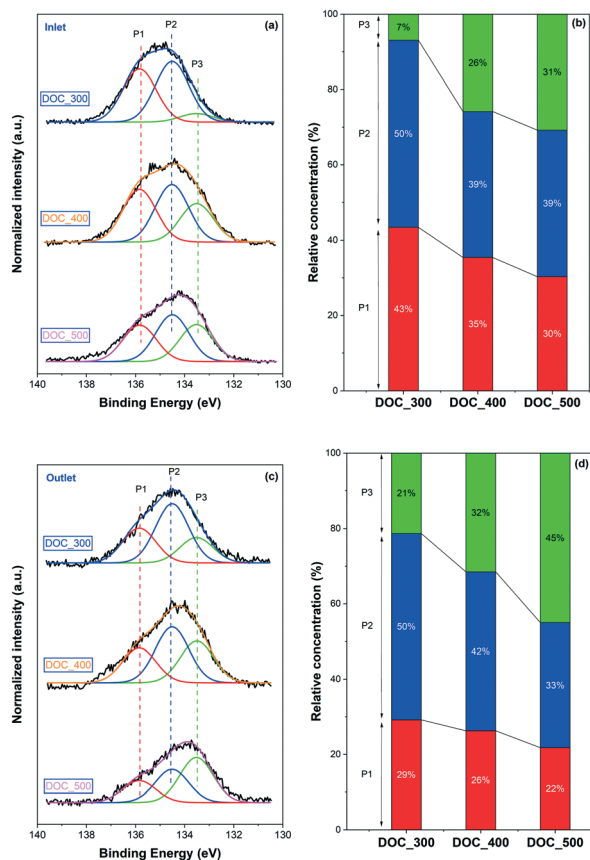 Inlet
(a)
P1
P2
P3
DOC_300
DOC_400
DOC_500
Normalized intensity (a.u.)
140
138
136
134
132
130
Binding Energy (eV)
(b)
100
80
60
40
20
0
Relative concentration (%)
P3
P2
P1
7%
50%
43%
26%
39%
35%
31%
39%
30%
DOC_300
DOC_400
DOC_500
Outlet
(c)
P1
P2
P3
DOC_300
DOC_400
DOC_500
Normalized intensity (a.u.)
140
138
136
134
132
130
Binding Energy (eV)
(d)
100
80
60
40
20
0
Relative concentration (%)
P3
P2
P1
21%
50%
29%
32%
42%
26%
45%
33%
22%
DOC_300
DOC_400
DOC_500